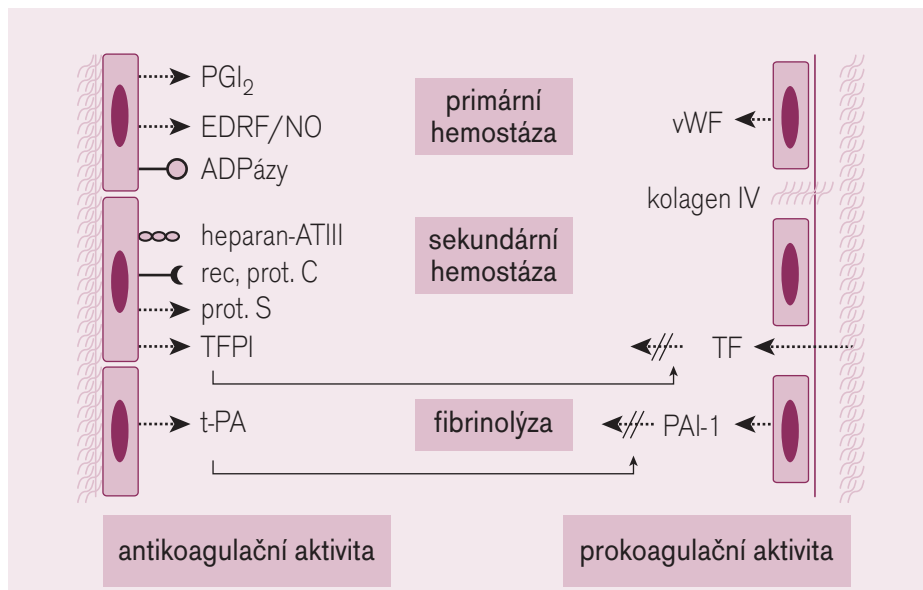 PGI2
EDRF/NO
ADPázy
primární
hemostáza
vWF
kolagen IV
heparan-ATIII
rec, prot. C
prot. S
TFPI
sekundární
hemostáza
TF
t-PA
fibrinolýza
PAI-1
antikoagulační aktivita
prokoagulační aktivita